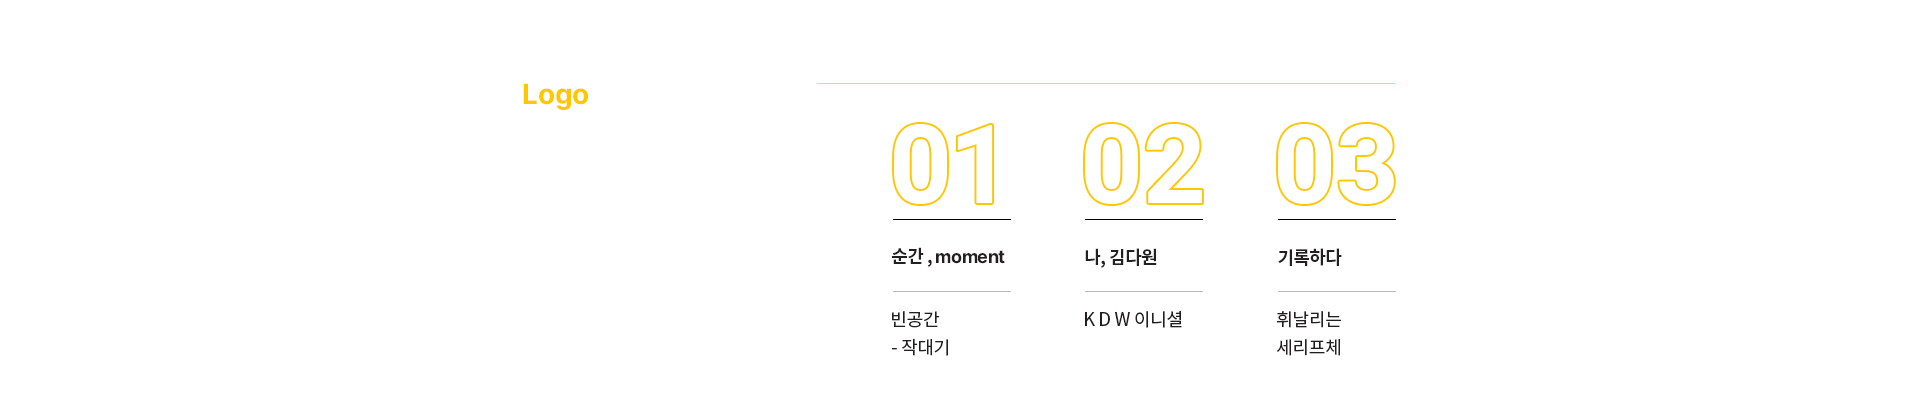 Logo
01
02
03
순간 , moment
나, 김다원
기록하다
빈공간
- 작대기
K D W 이니셜
휘날리는
세리프체